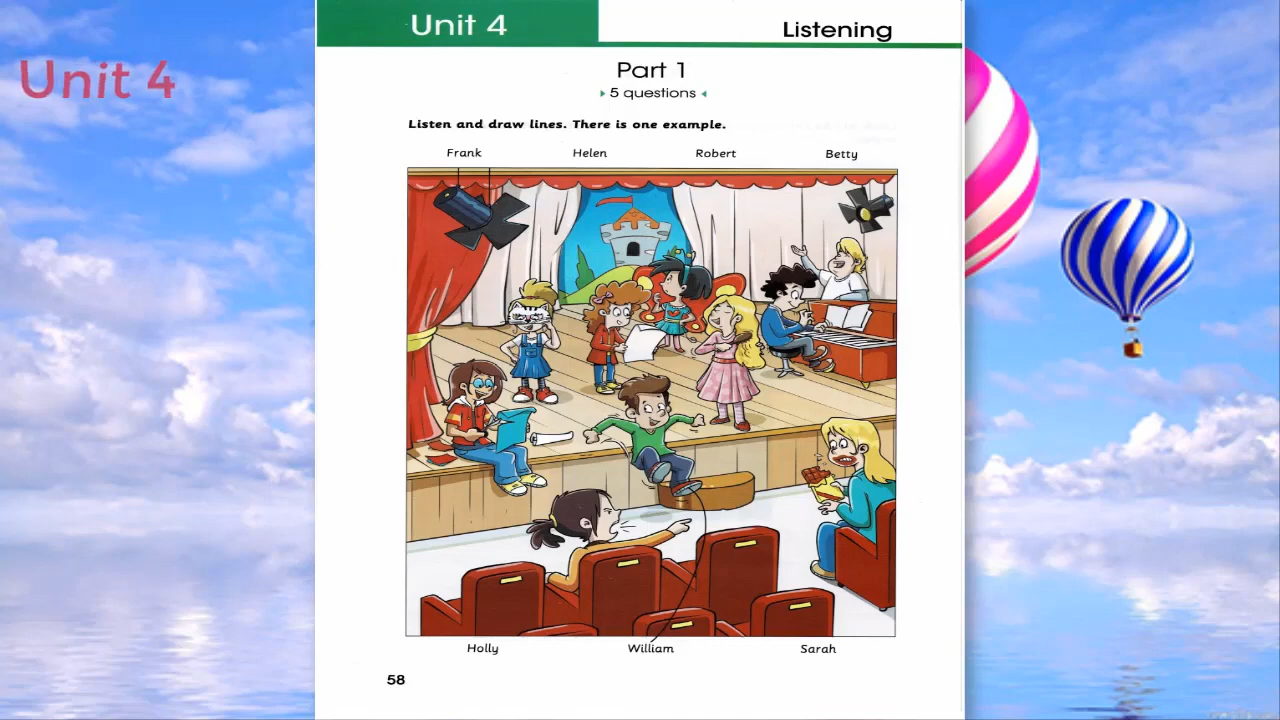 Unit 4
Unit 4
Listening
Part 1
5 questions
Listen and draw lines. There is one example.
Frank Helen Robert Betty
Holly William Sarah
58